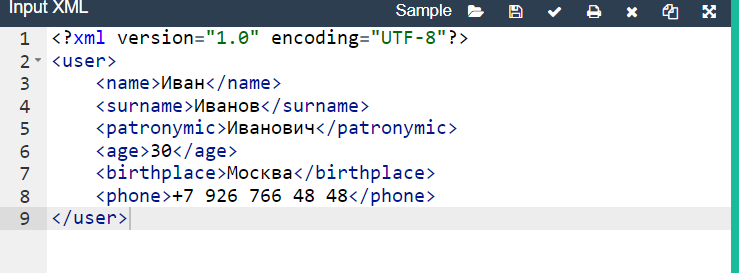 Input XML Sample
1 <?xml version="1.0" encoding="UTF-8"?>
2 <user>
3 <name>Иван</name>
4 <surname>Иванов</surname>
5 <patronymic>Иванович</patronymic>
6 <age>30</age>
7 <birthplace>Москва</birthplace>
8 <phone>+7 926 766 48 48</phone>
9 </user>